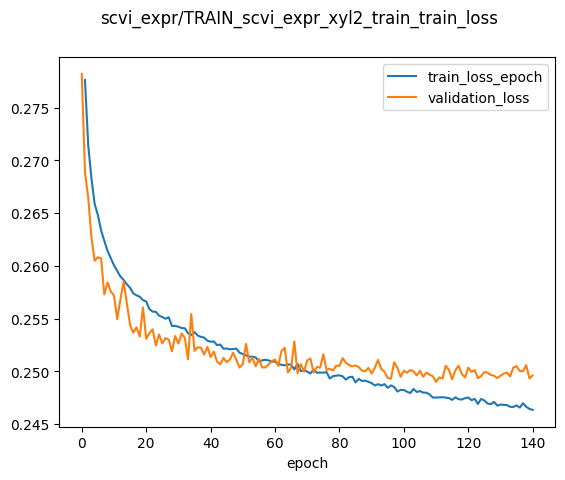 scvi_expr/TRAIN_scvi_expr_xyl2_train_train_loss
train_loss_epoch
validation_loss
0.275
0.270
0.265
0.260
0.255
0.250
0.245
0 20 40 60 80 100 120 140
epoch